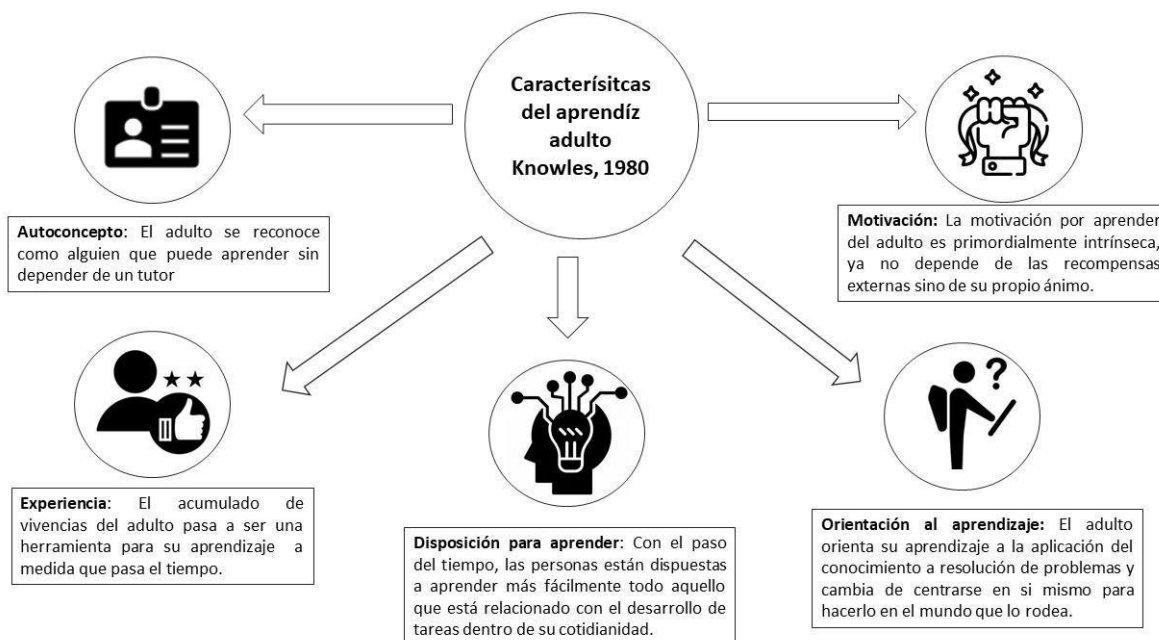 Caracterísitcas
del aprendíz
adulto
Knowles, 1980
Autoconcepto: El adulto se reconoce
como alguien que puede aprender sin
depender de un tutor
Motivación: La motivación por aprender
del adulto es primordialmente intrínseca,
ya no depende de las recompensas
externas sino de su propio ánimo.
Experiencia: El acumulado de
vivencias del adulto pasa a ser una
herramienta para su aprendizaje a
medida que pasa el tiempo.
Disposición para aprender: Con el paso
del tiempo, las personas están dispuestas
a aprender más fácilmente todo aquello
que está relacionado con el desarrollo de
tareas dentro de su cotidianidad.
?
Orientación al aprendizaje: El adulto
orienta su aprendizaje a la aplicación del
conocimiento a resolución de problemas y
cambia de centrarse en si mismo para
hacerlo en el mundo que lo rodea.